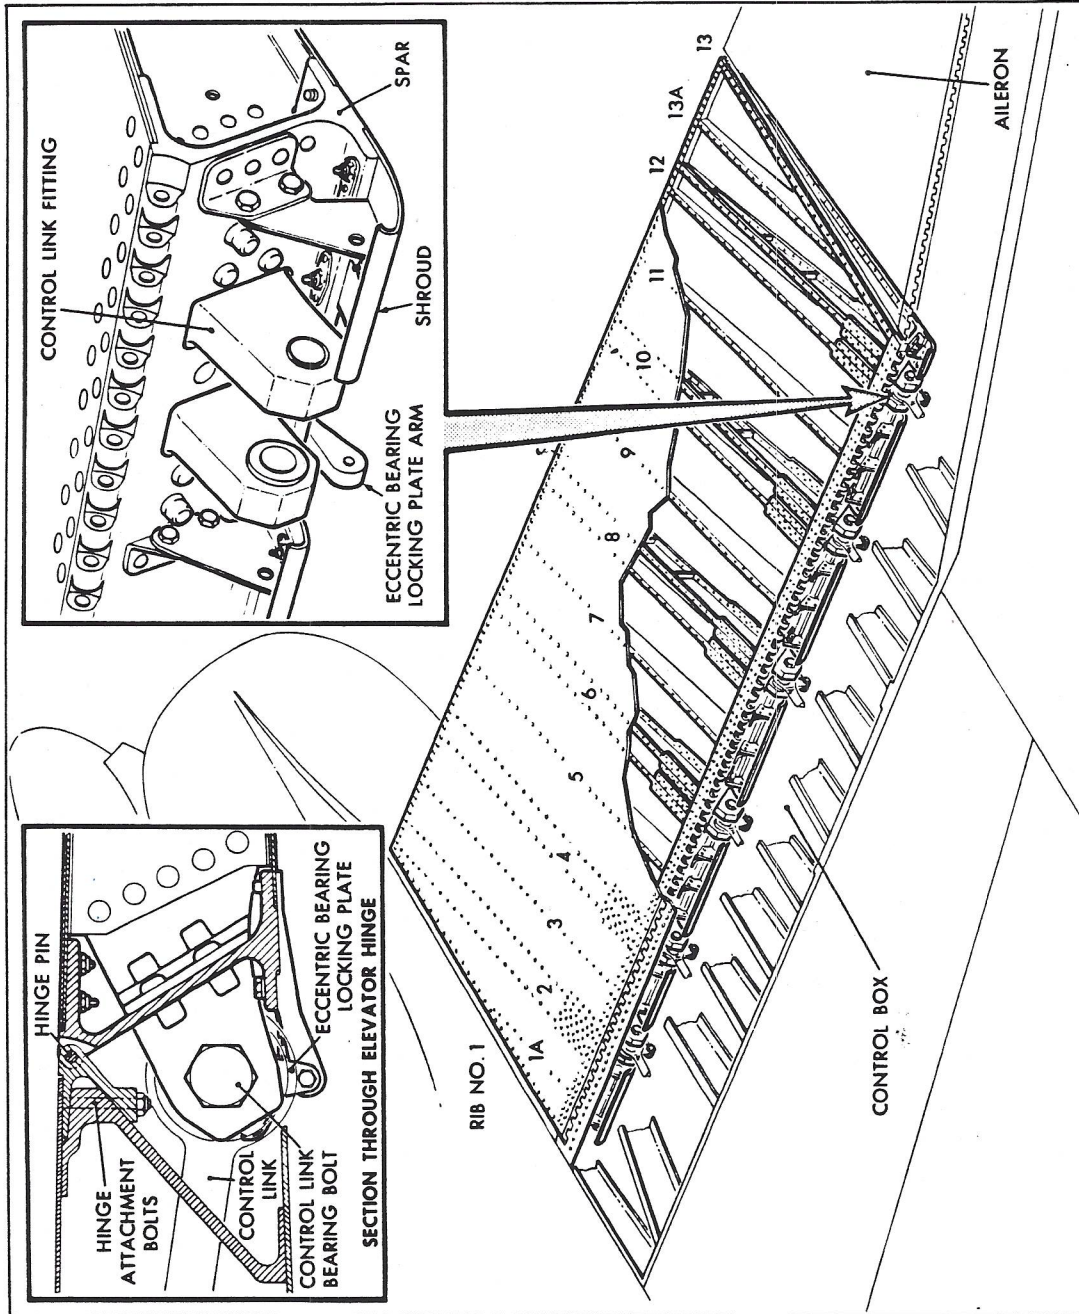 HINGE PIN
HINGE
ATTACHMENT
BOLTS
CONTROL
LINK
CONTROL LINK
BEARING BOLT
ECCENTRIC BEARING
LOCKING PLATE
SECTION THROUGH ELEVATOR HINGE
CONTROL LINK FITTING
SPAR
SHROUD
ECCENTRIC BEARING
LOCKING PLATE ARM
RIB NO. 1
1A
2
3
4
5
6
7
8
9
10
11
12
13A
13
CONTROL BOX
AILERON